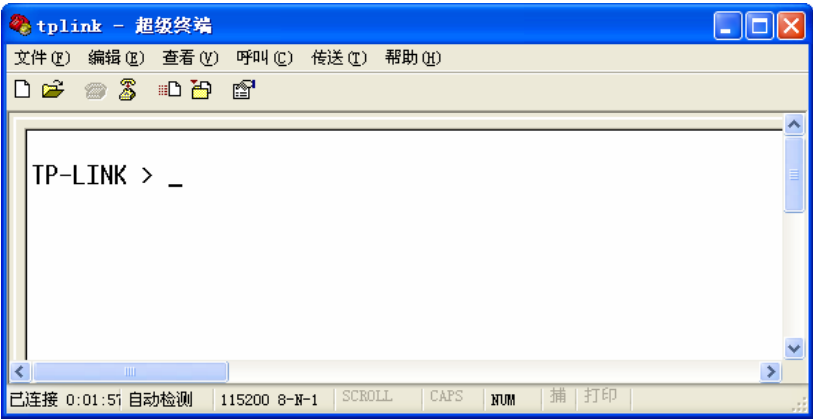 tplink - 超级终端
文件(F) 编辑(E) 查看(V) 呼叫(C) 传送(T) 帮助(H)
TP-LINK > _
已连接 0:01:57 自动检测 115200 8-N-1 SCROLL CAPS NUM 捕 打印